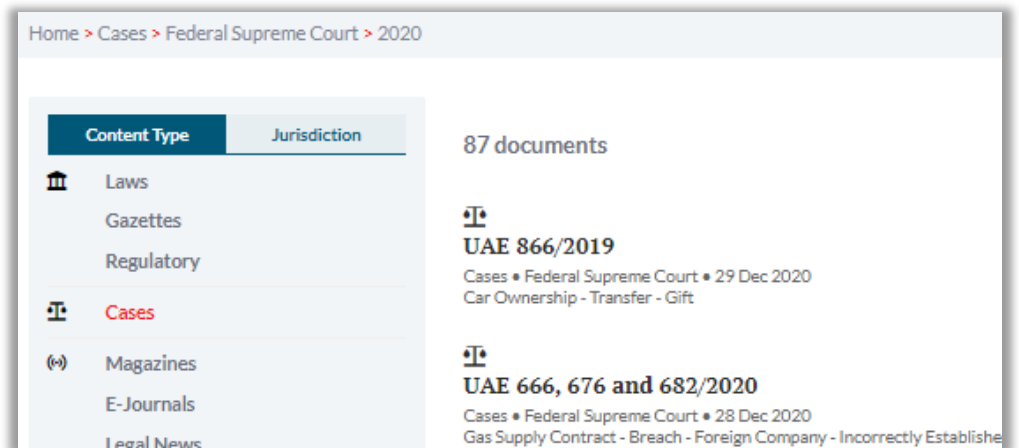 Home > Cases > Federal Supreme Court > 2020
Content Type
Jurisdiction
Laws
Gazettes
Regulatory
Cases
Magazines
E-Journals
Legal News
87 documents
UAE 866/2019
Cases • Federal Supreme Court • 29 Dec 2020
Car Ownership - Transfer - Gift
UAE 666, 676 and 682/2020
Cases • Federal Supreme Court • 28 Dec 2020
Gas Supply Contract - Breach - Foreign Company - Incorrectly Establishe